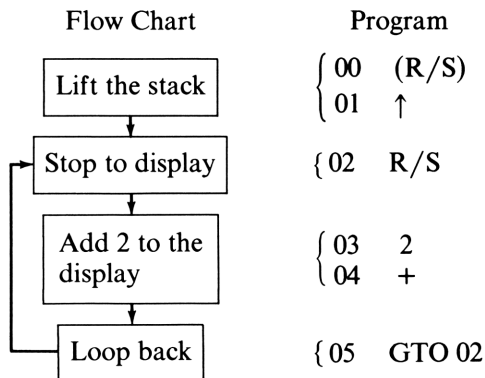 Flow Chart Program
Lift the stack
00 (R/S)
01 ↑
Stop to display
02 R/S
Add 2 to the
display
03 2
04 +
Loop back
05 GTO 02